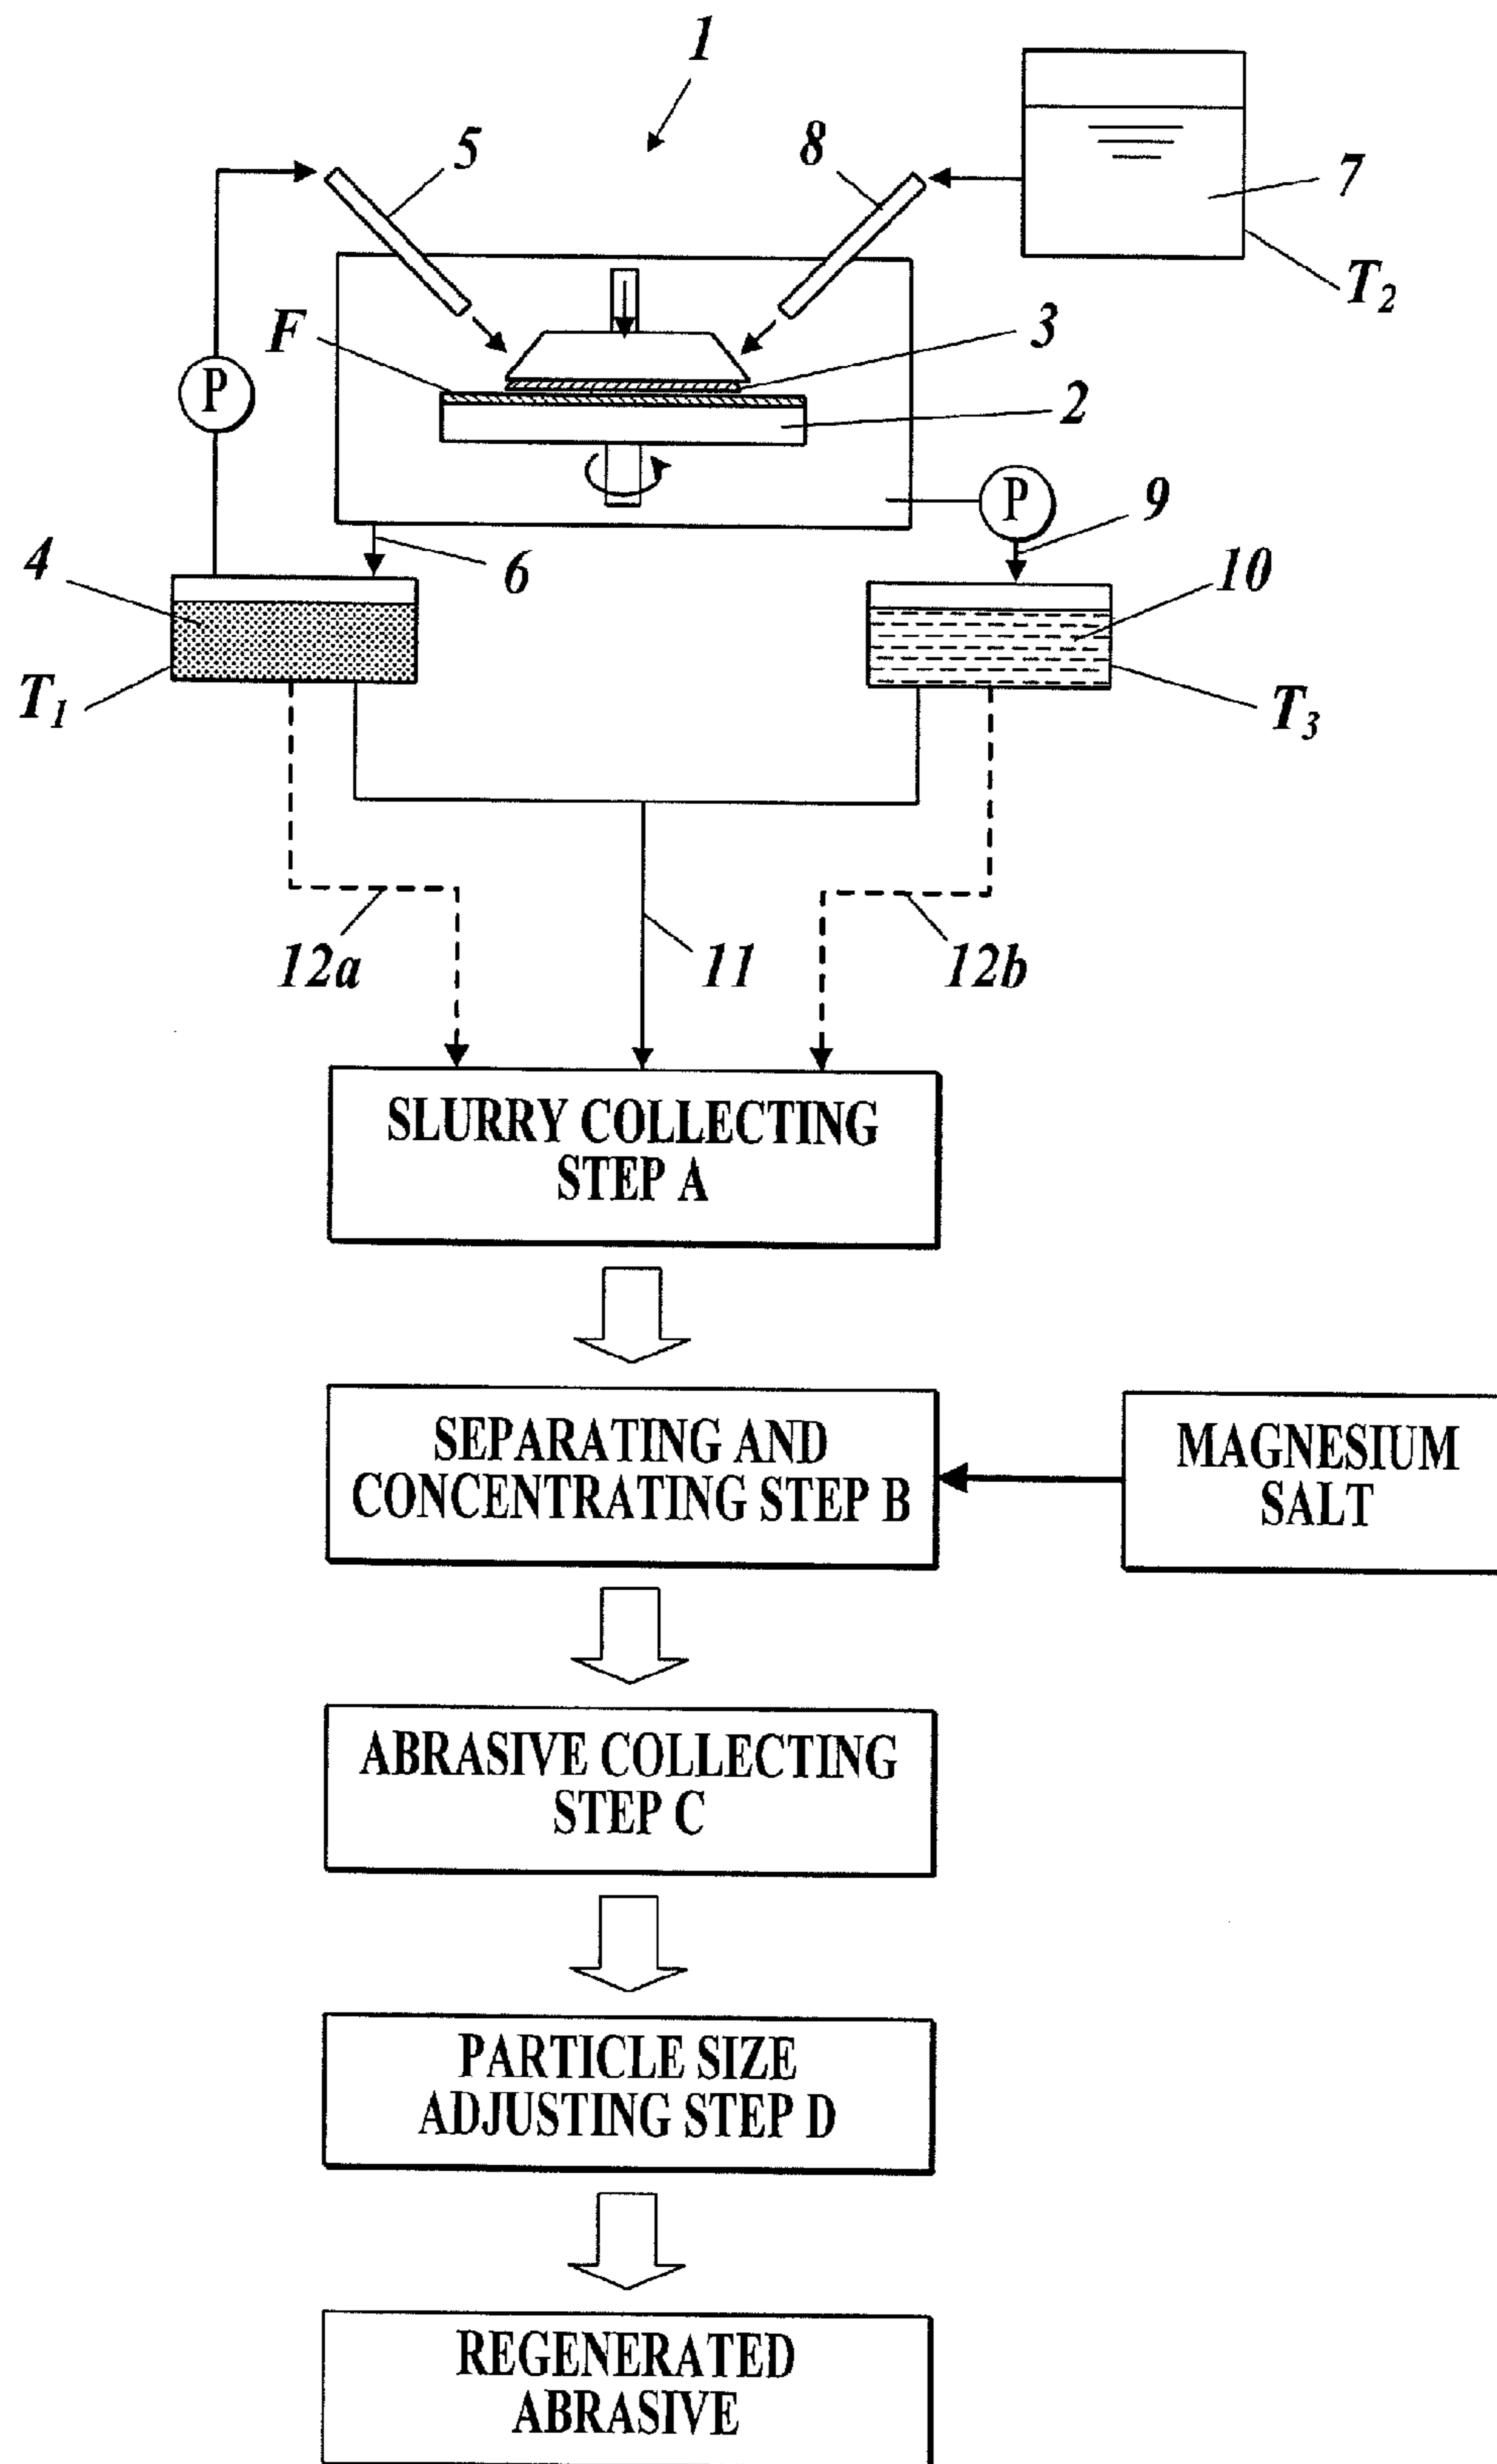 1
5
8
7
T2
F
3
P
2
P
9
4
6
10
T1
T3
12a
11
12b
SLURRY COLLECTING
STEP A
SEPARATING AND
CONCENTRATING STEP B
MAGNESIUM
SALT
ABRASIVE COLLECTING
STEP C
PARTICLE SIZE
ADJUSTING STEP D
REGENERATED
ABRASIVE